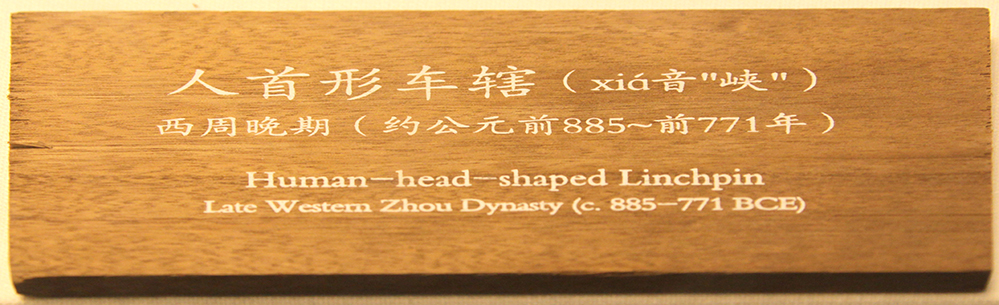 人首形车辖（xiá音"峡"）
西周晚期（约公元前885~前771年）
Human-head-shaped Linchpin
Late Western Zhou Dynasty (c. 885-771 BCE)